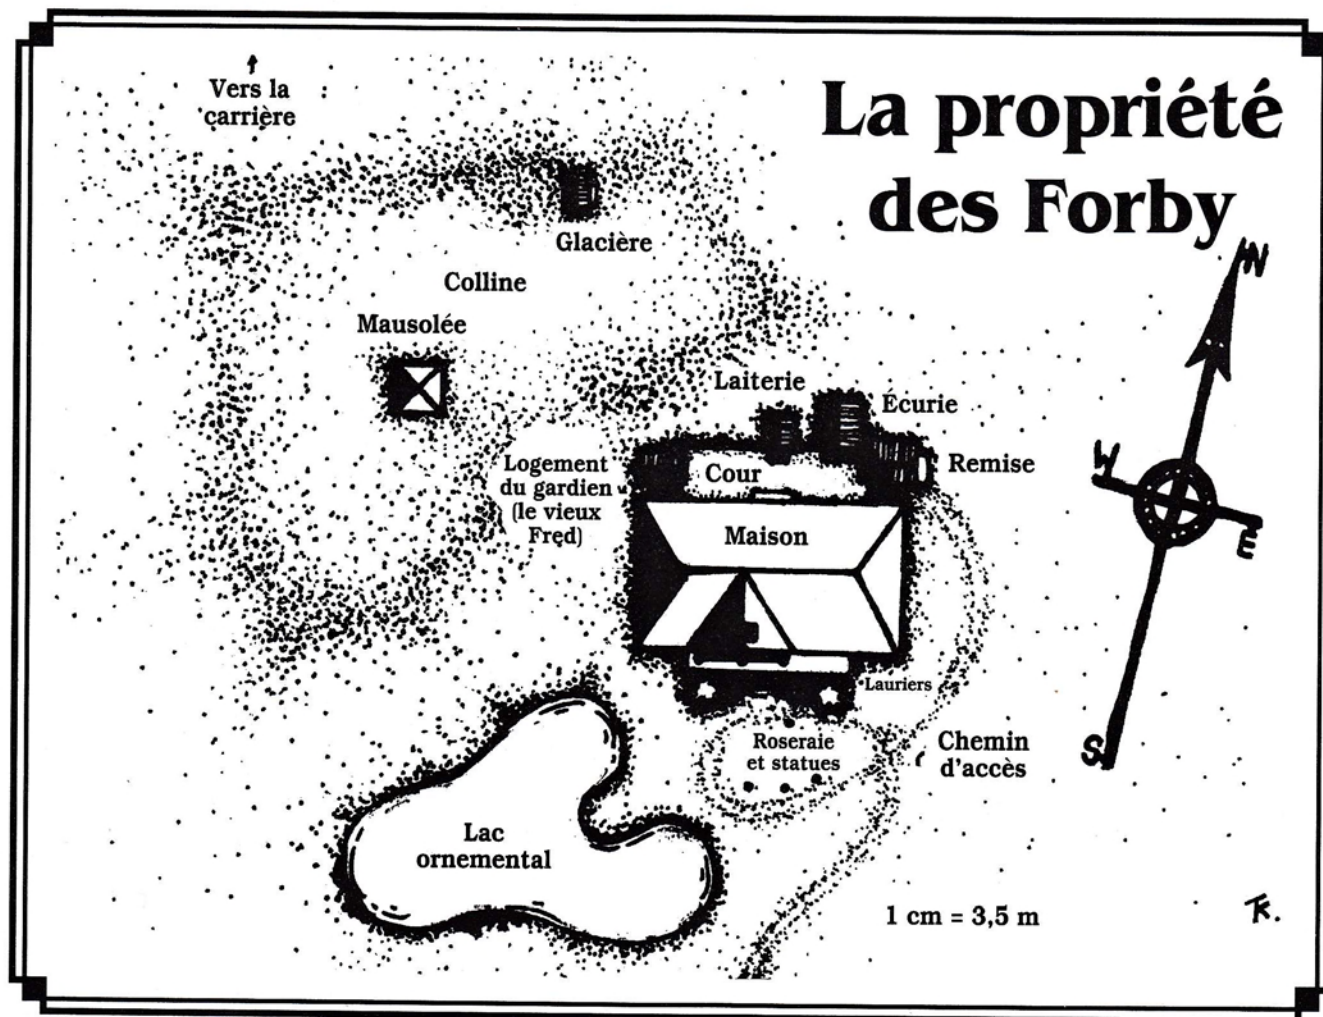 La propriété
des Forby
↑
Vers la
carrière
Glacière
Colline
Mausolée
Laiterie
Écurie
Logement
du gardien
(le vieux
Fred)
Cour
Remise
Maison
Lauriers
Roseraie
et statues
Chemin
d'accès
Lac
ornemental
1 cm = 3,5 m
N
W
E
S
TK.